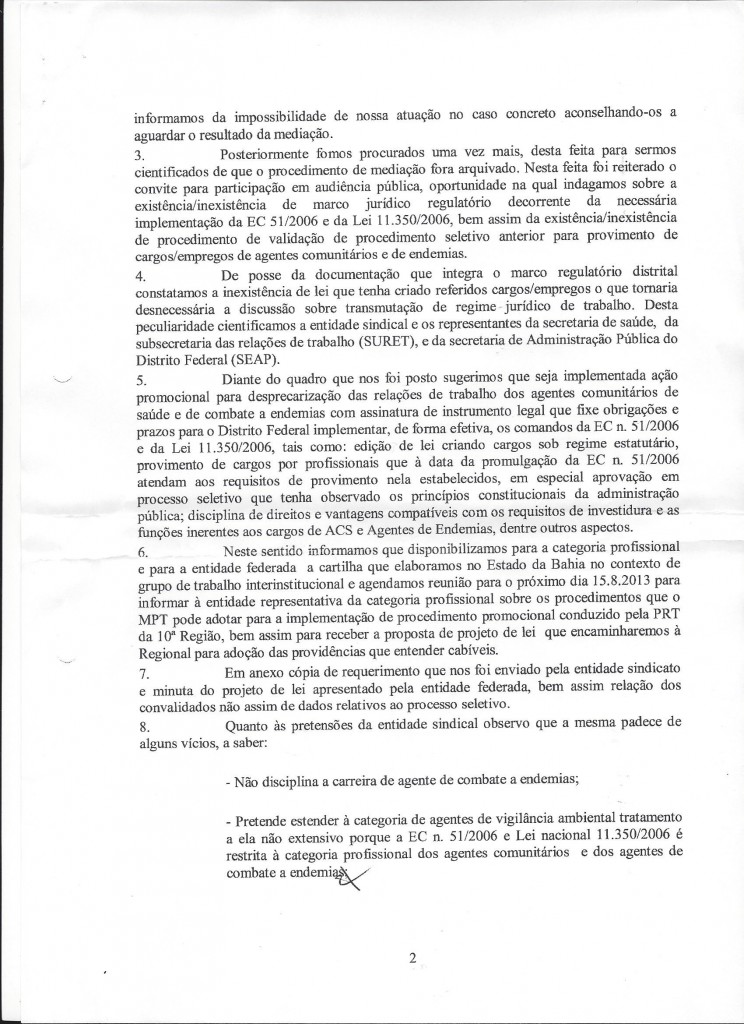 informamos da impossibilidade de nossa atuação no caso concreto aconselhando-os a
aguardar o resultado da mediação.
3. Posteriormente fomos procurados uma vez mais, desta feita para sermos
cientificados de que o procedimento de mediação fora arquivado. Nesta feita foi reiterado o
convite para participação em audiência pública, oportunidade na qual indagamos sobre a
existência/inexistência de marco jurídico regulatório decorrente da necessária
implementação da EC 51/2006 e da Lei 11.350/2006, bem assim da existência/inexistência
de procedimento de validação de procedimento seletivo anterior para provimento de
cargos/empregos de agentes comunitários e de endemias.
4. De posse da documentação que integra o marco regulatório distrital
constatamos a inexistência de lei que tenha criado referidos cargos/empregos o que tornaria
desnecessária a discussão sobre transmutação de regime jurídico de trabalho. Desta
peculiaridade cientificamos a entidade sindical e os representantes da secretaria de saúde, da
subsecretaria das relações de trabalho (SURET), e da secretaria de Administração Pública do
Distrito Federal (SEAP).
5. Diante do quadro que nos foi posto sugerimos que seja implementada ação
promocional para desprecarização das relações de trabalho dos agentes comunitários de
saúde e de combate a endemias com assinatura de instrumento legal que fixe obrigações e
prazos para o Distrito Federal implementar, de forma efetiva, os comandos da EC n. 51/2006
e da Lei 11.350/2006, tais como: edição de lei criando cargos sob regime estatutário,
provimento de cargos por profissionais que à data da promulgação da EC n. 51/2006
atendam aos requisitos de provimento nela estabelecidos, em especial aprovação em
processo seletivo que tenha observado os princípios constitucionais da administração
pública; disciplina de direitos e vantagens compatíveis com os requisitos de investidura e as
funções inerentes aos cargos de ACS e Agentes de Endemias, dentre outros aspectos.
6. Neste sentido informamos que disponibilizamos para a categoria profissional
e para a entidade federada a cartilha que elaboramos no Estado da Bahia no contexto de
grupo de trabalho interinstitucional e agendamos reunião para o próximo dia 15.8.2013 para
informar à entidade representativa da categoria profissional sobre os procedimentos que o
MPT pode adotar para a implementação de procedimento promocional conduzido pela PRT
da 10ª Região, bem assim para receber a proposta de projeto de lei que encaminharemos à
Regional para adoção das providências que entender cabíveis.
7. Em anexo cópia de requerimento que nos foi enviado pela entidade sindicato
e minuta do projeto de lei apresentado pela entidade federada, bem assim relação dos
convalidados não assim de dados relativos ao processo seletivo.
8. Quanto às pretensões da entidade sindical observo que a mesma padece de
alguns vícios, a saber:
- Não disciplina a carreira de agente de combate a endemias;
- Pretende estender à categoria de agentes de vigilância ambiental tratamento
a ela não extensivo porque a EC n. 51/2006 e Lei nacional 11.350/2006 é
restrita à categoria profissional dos agentes comunitários e dos agentes de
combate a endemias;
2